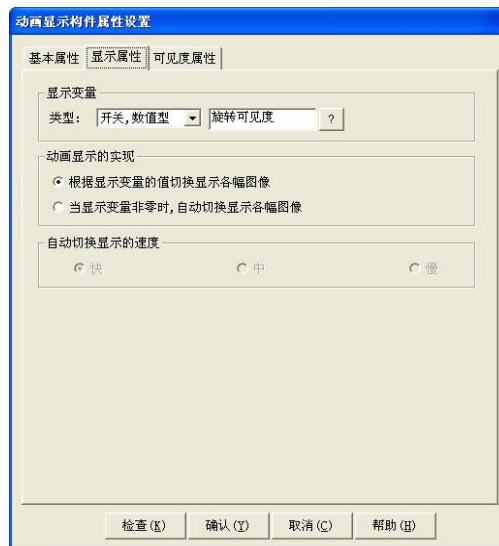 动画显示构件属性设置
基本属性 显示属性 可见度属性
显示变量
类型: 开关,数值型 旋转可见度 ?
动画显示的实现
根据显示变量的值切换显示各幅图像
当显示变量非零时,自动切换显示各幅图像
自动切换显示的速度
快 中 慢
检查(K) 确认(Y) 取消(C) 帮助(H)